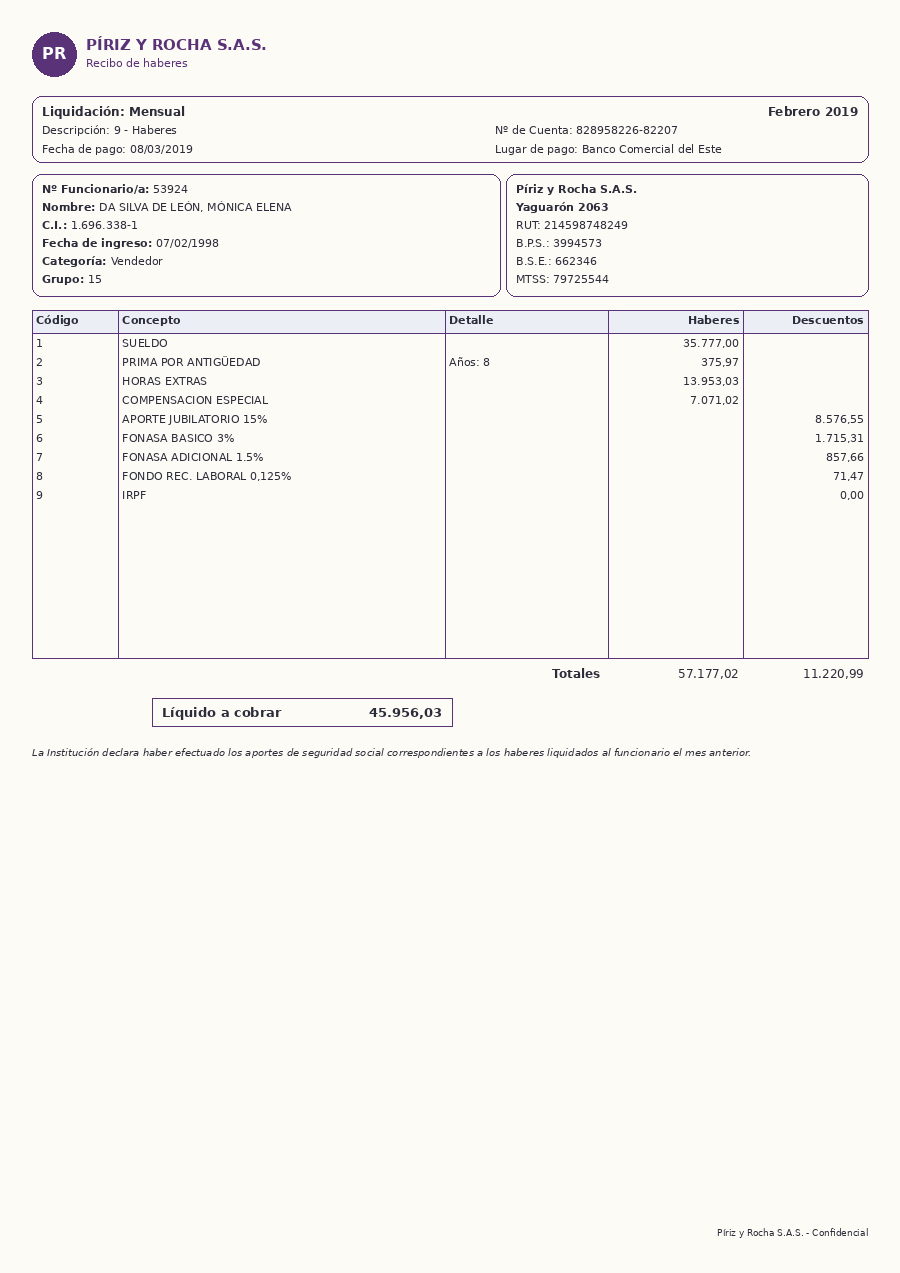 PR
PÍRIZ Y ROCHA S.A.S.
Recibo de haberes
Liquidación: Mensual Febrero 2019
Descripción: 9 - Haberes Nº de Cuenta: 828958226-82207
Fecha de pago: 08/03/2019 Lugar de pago: Banco Comercial del Este
Nº Funcionario/a: 53924
Nombre: DA SILVA DE LEÓN, MÓNICA ELENA
C.I.: 1.696.338-1
Fecha de ingreso: 07/02/1998
Categoría: Vendedor
Grupo: 15
Píriz y Rocha S.A.S.
Yaguarón 2063
RUT: 214598748249
B.P.S.: 3994573
B.S.E.: 662346
MTSS: 79725544
Código Concepto Detalle Haberes Descuentos
1 SUELDO 35.777,00
2 PRIMA POR ANTIGÜEDAD Años: 8 375,97
3 HORAS EXTRAS 13.953,03
4 COMPENSACION ESPECIAL 7.071,02
5 APORTE JUBILATORIO 15% 8.576,55
6 FONASA BASICO 3% 1.715,31
7 FONASA ADICIONAL 1.5% 857,66
8 FONDO REC. LABORAL 0,125% 71,47
9 IRPF 0,00
Totales 57.177,02 11.220,99
Líquido a cobrar 45.956,03
La Institución declara haber efectuado los aportes de seguridad social correspondientes a los haberes liquidados al funcionario el mes anterior.
Píriz y Rocha S.A.S. - Confidencial